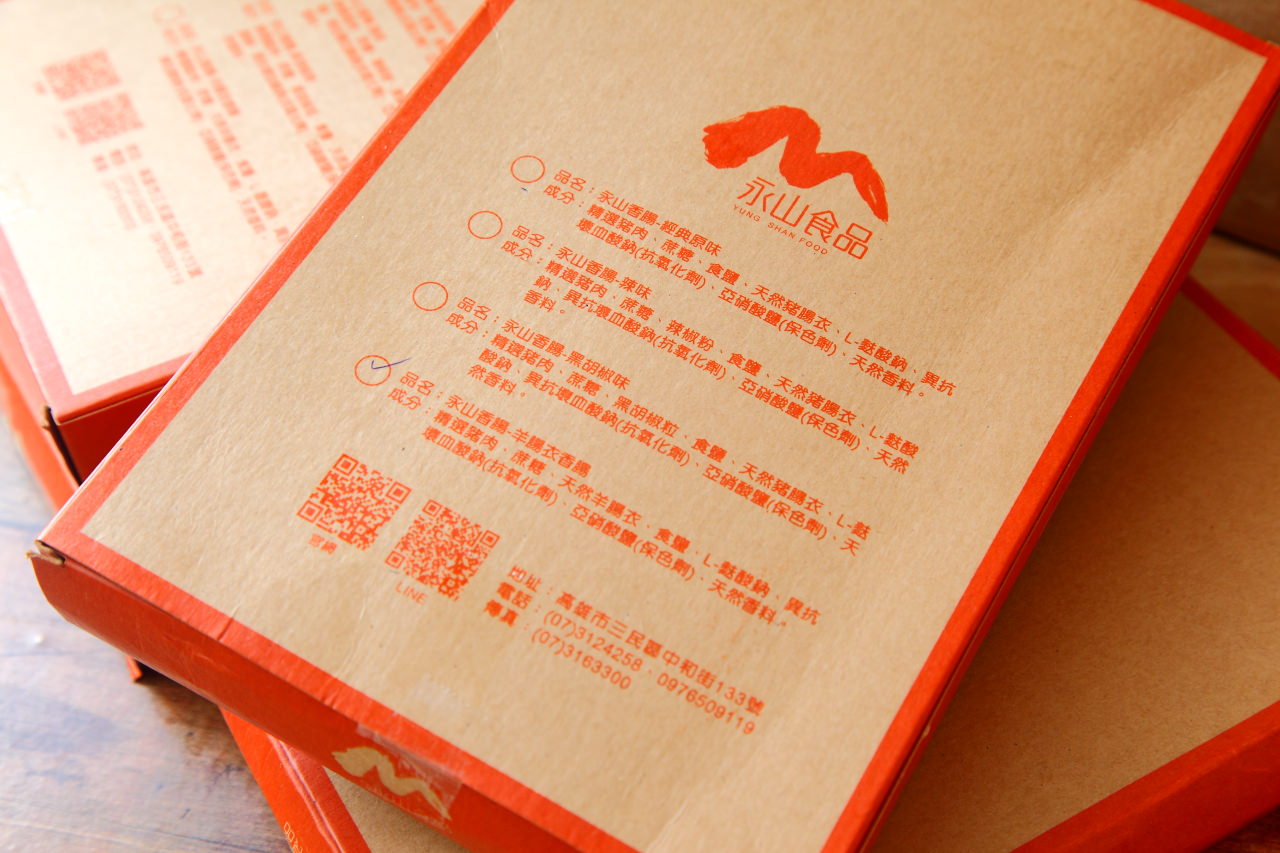 永山食品
YUNG SHAN FOOD
品名：永山香腸-經典原味
成分：精選豬肉、蔗糖、食鹽、天然豬腸衣、L-麩酸鈉、異抗
壞血酸鈉(抗氧化劑)、亞硝酸鹽(保色劑)、天然香料。
品名：永山香腸-辣味
成分：精選豬肉、蔗糖、辣椒粉、食鹽、天然豬腸衣、L-麩酸
鈉、異抗壞血酸鈉(抗氧化劑)、亞硝酸鹽(保色劑)、天然
香料。
品名：永山香腸-黑胡椒味
成分：精選豬肉、蔗糖、黑胡椒粒、食鹽、天然豬腸衣、L-麩
酸鈉、異抗壞血酸鈉(抗氧化劑)、亞硝酸鹽(保色劑)、天
然香料。
品名：永山香腸-羊腸衣香腸
成分：精選豬肉、蔗糖、天然羊腸衣、食鹽、L-麩酸鈉、異抗
壞血酸鈉(抗氧化劑)、亞硝酸鹽(保色劑)、天然香料。
官網
LINE
地址：高雄市三民區中和街133號
電話：(07)3124258．0976509119
傳真：(07)3163300